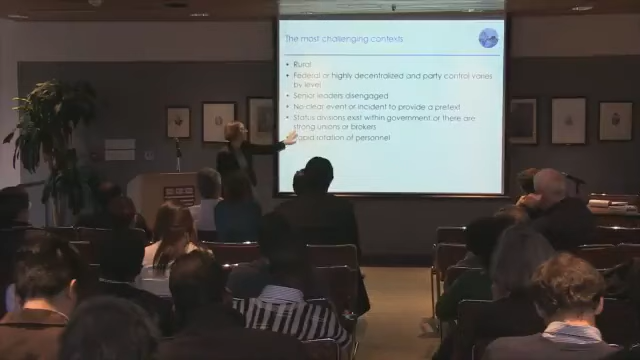 The most challenging contexts
• Rural
• Federal or highly decentralized and party control varies
by level
• Senior leaders disengaged
• No clear event or incident to provide a pretext
• Status divisions exist within government or there are
strong unions or brokers
rotation of personnel